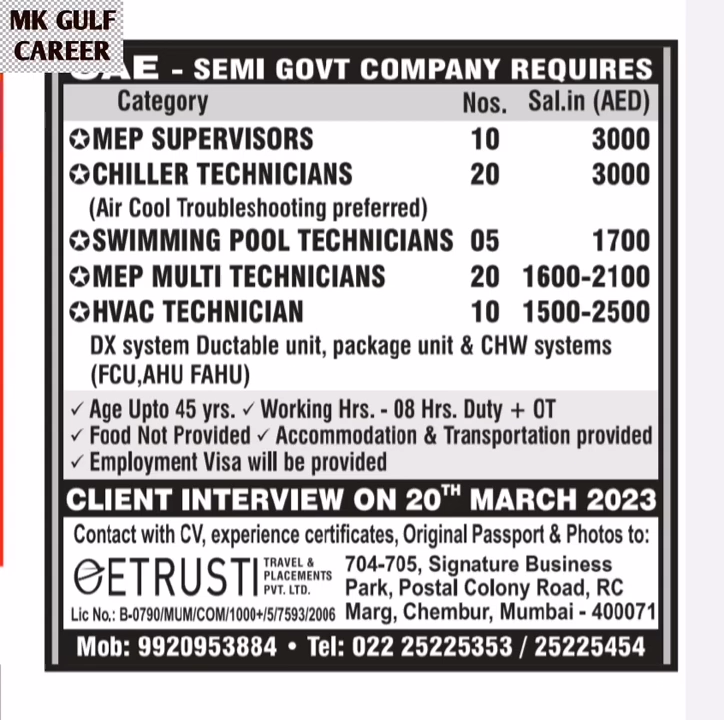 MK GULF
CAREER
UAE - SEMI GOVT COMPANY REQUIRES
Category Nos. Sal.in (AED)
✪MEP SUPERVISORS 10 3000
✪CHILLER TECHNICIANS 20 3000
(Air Cool Troubleshooting preferred)
✪SWIMMING POOL TECHNICIANS 05 1700
✪MEP MULTI TECHNICIANS 20 1600-2100
✪HVAC TECHNICIAN 10 1500-2500
DX system Ductable unit, package unit & CHW systems
(FCU,AHU FAHU)
✓ Age Upto 45 yrs. ✓ Working Hrs. - 08 Hrs. Duty + OT
✓ Food Not Provided ✓ Accommodation & Transportation provided
✓ Employment Visa will be provided
CLIENT INTERVIEW ON 20TH MARCH 2023
Contact with CV, experience certificates, Original Passport & Photos to:
ETRUSTI TRAVEL &
PLACEMENTS
PVT. LTD.
Lic No.: B-0790/MUM/COM/1000+/5/7593/2006
704-705, Signature Business
Park, Postal Colony Road, RC
Marg, Chembur, Mumbai - 400071
Mob: 9920953884 • Tel: 022 25225353 / 25225454